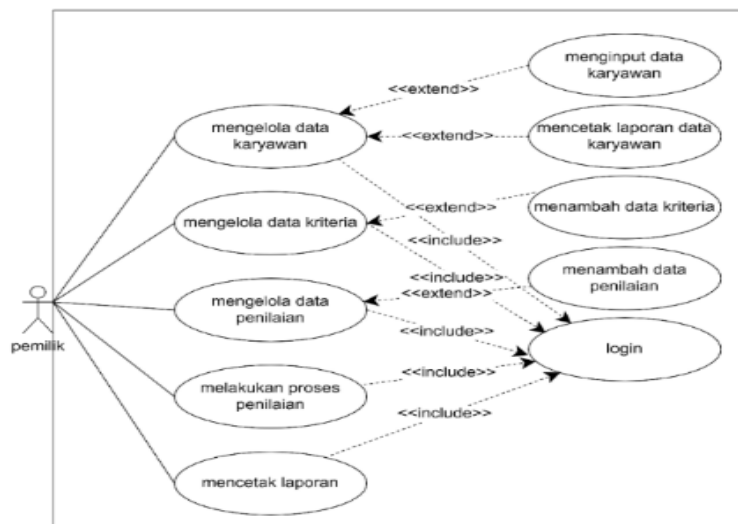 menginput data
karyawan
<<extend>>
mengelola data
karyawan
<<extend>>
mencetak laporan data
karyawan
<<extend>>
menambah data kriteria
mengelola data kriteria
<<include>>
<<include>>
<<extend>>
menambah data
penilaian
mengelola data
penilaian
<<include>>
login
pemilik
melakukan proses
penilaian
<<include>>
<<include>>
mencetak laporan